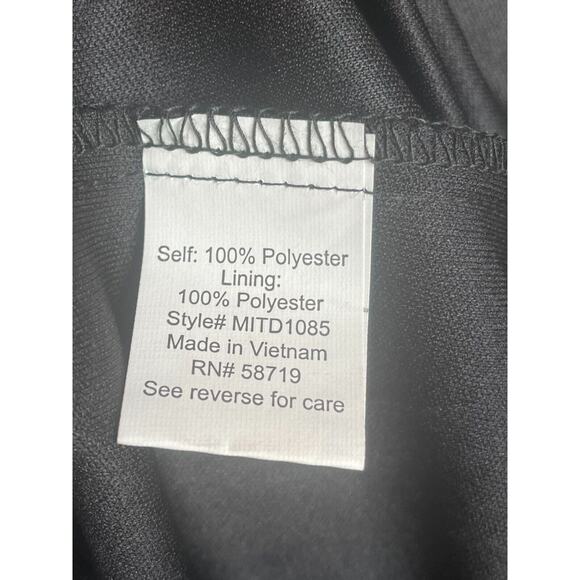 Self: 100% Polyester
Lining:
100% Polyester
Style# MITD1085
Made in Vietnam
RN# 58719
See reverse for care